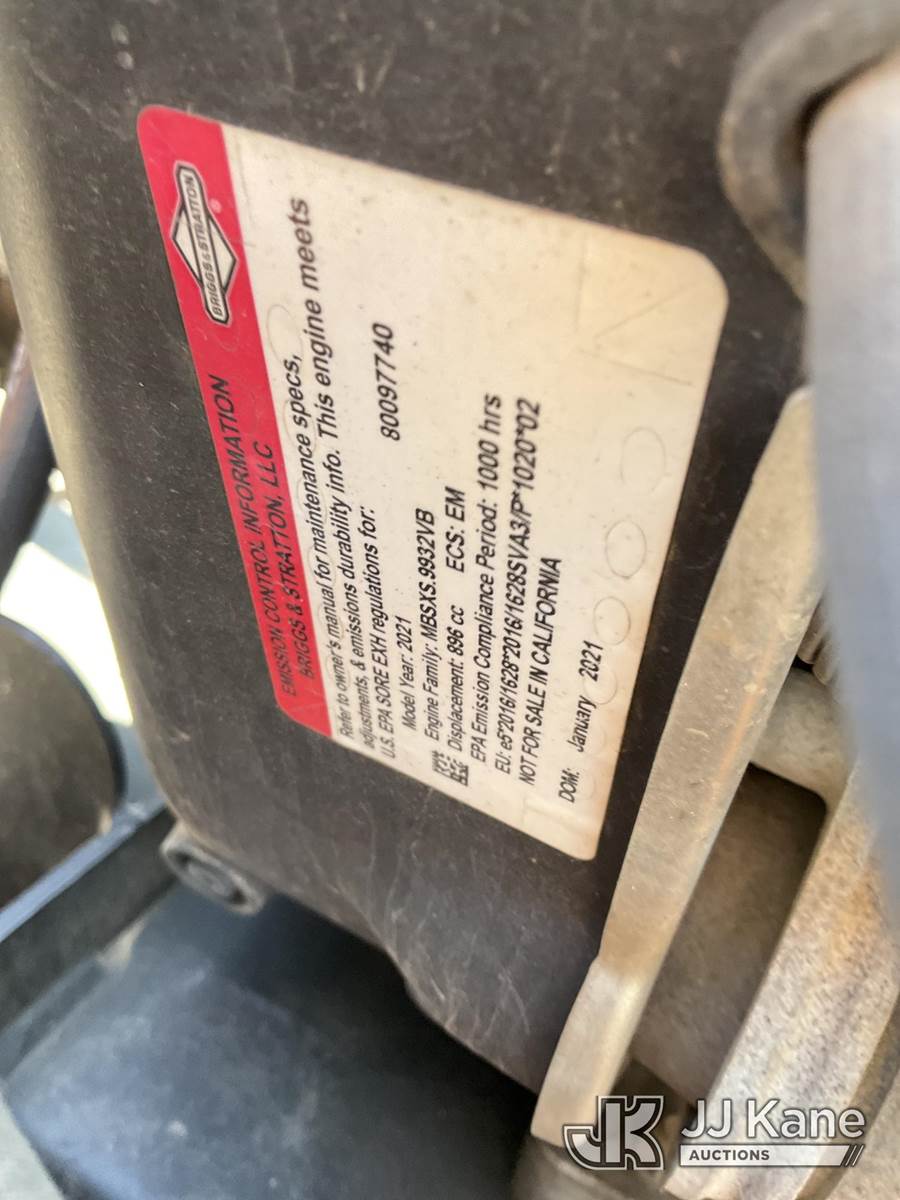 BRIGGS & STRATTON
®
EMISSION CONTROL INFORMATION
BRIGGS & STRATTON, LLC
Refer to owner's manual for maintenance specs,
adjustments, & emissions durability info. This engine meets
U.S. EPA SORE EXH regulations for:
Model Year: 2021 80097740
Engine Family: MBSXS.9932VB
Displacement: 896 cc ECS: EM
EPA Emission Compliance Period: 1000 hrs
EU: e5*2016/1628*2016/1628SVA3/P*1020*02
NOT FOR SALE IN CALIFORNIA
DOM: January 2021
JK JJ Kane
AUCTIONS